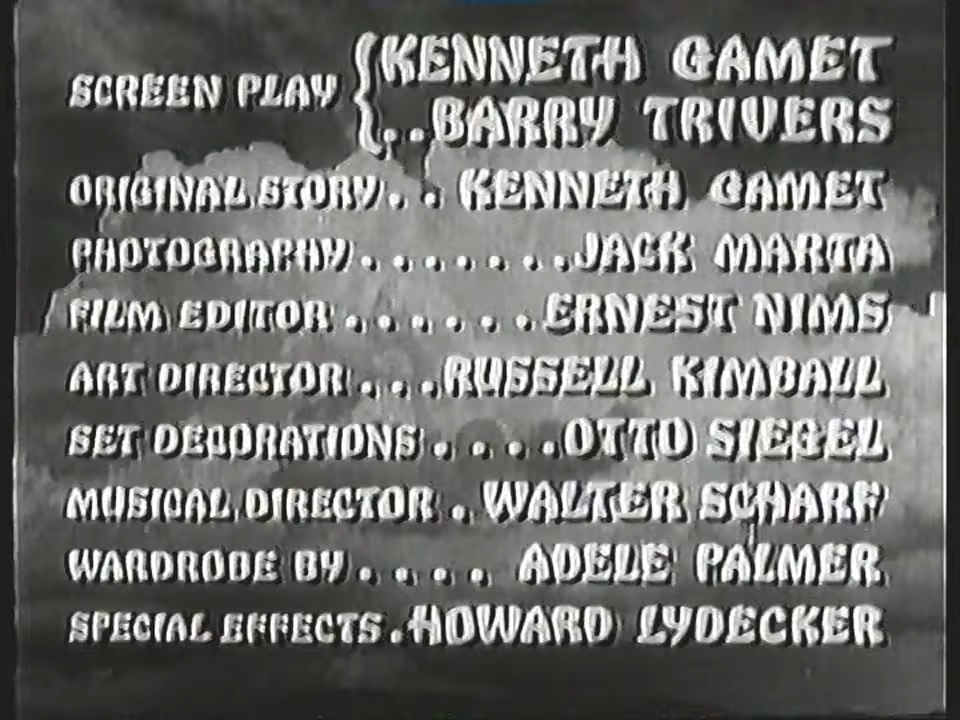 SCREEN PLAY { KENNETH GAMET
..BARRY TRIVERS
ORIGINAL STORY. . KENNETH GAMET
PHOTOGRAPHY.......JACK MARTA
FILM EDITOR......ERNEST NIMS
ART DIRECTOR...RUSSELL KIMBALL
SET DECORATIONS....OTTO SIEGEL
MUSICAL DIRECTOR.WALTER SCHARF
WARDROBE BY.... ADELE PALMER
SPECIAL EFFECTS.HOWARD LYDECKER